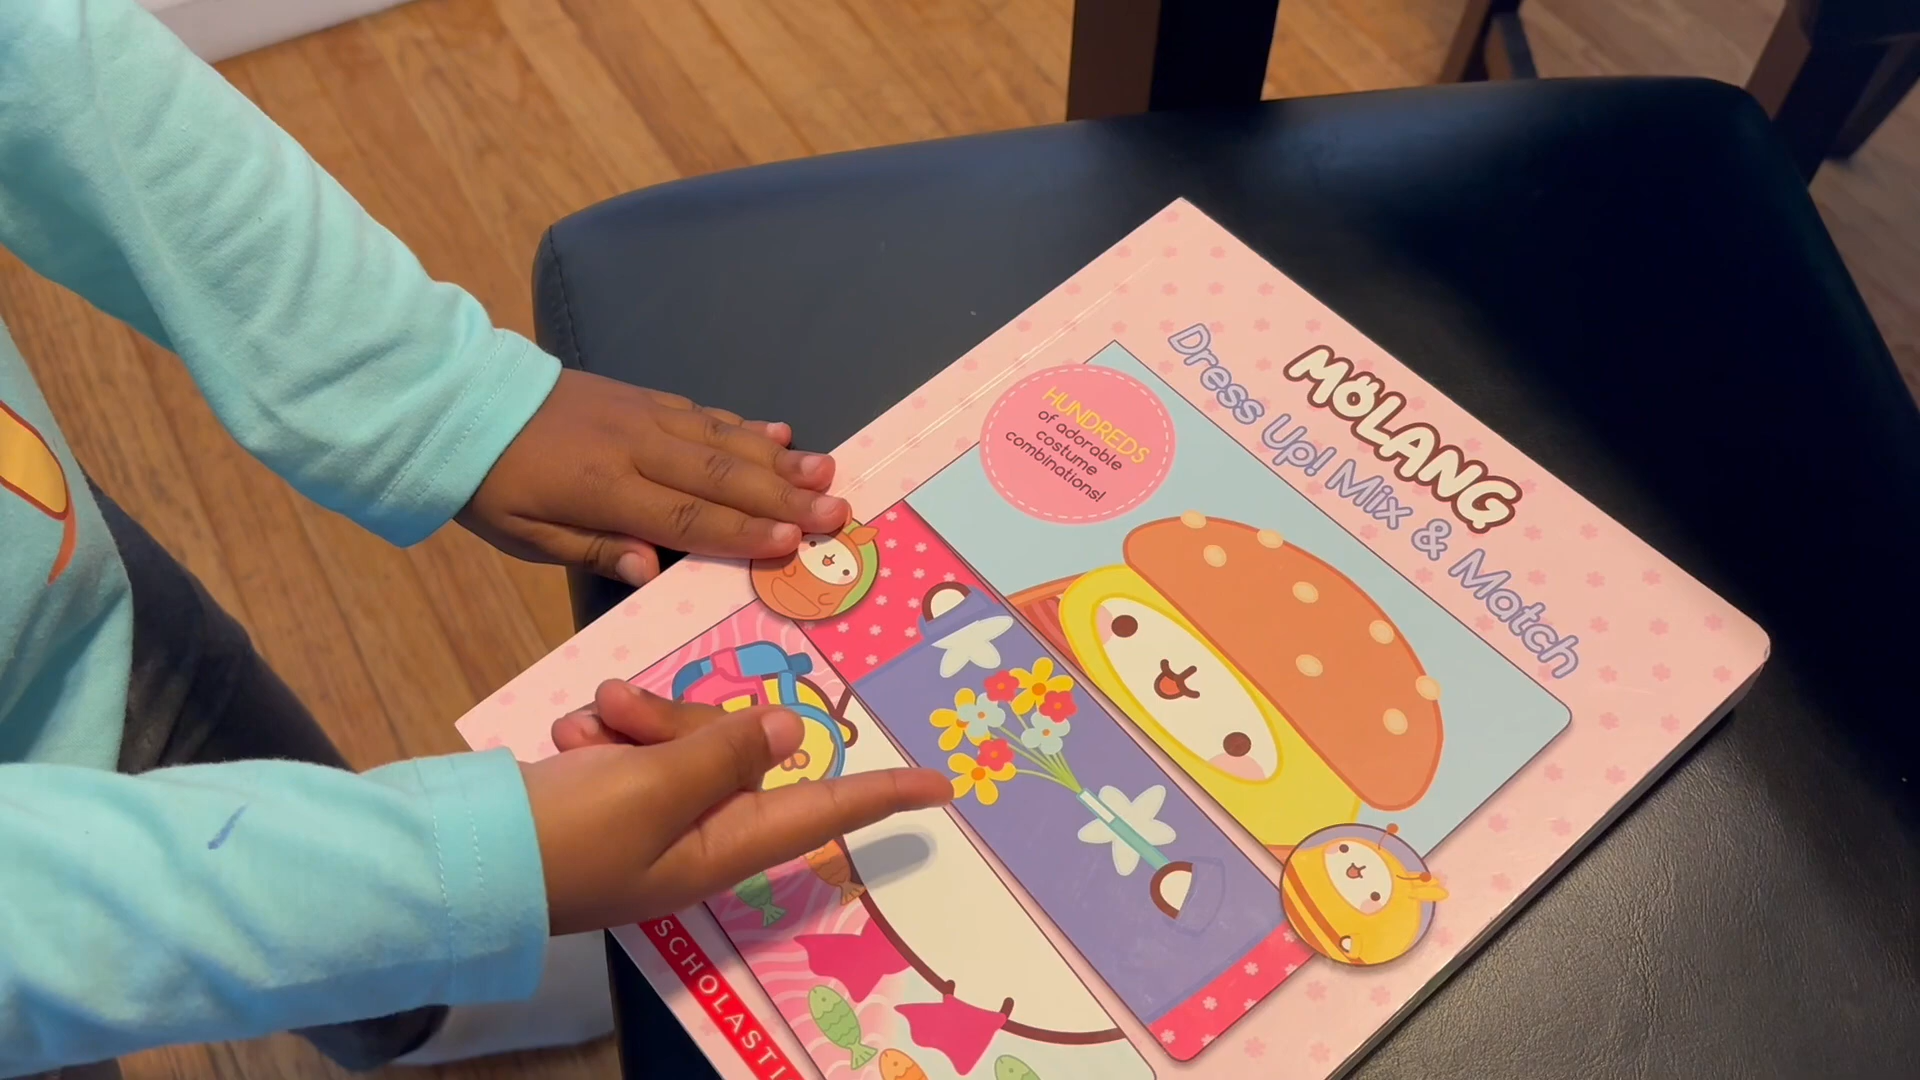 MOLANG
Dress Up! Mix & Match
HUNDREDS
of adorable
costume
combinations!
SCHOLASTI